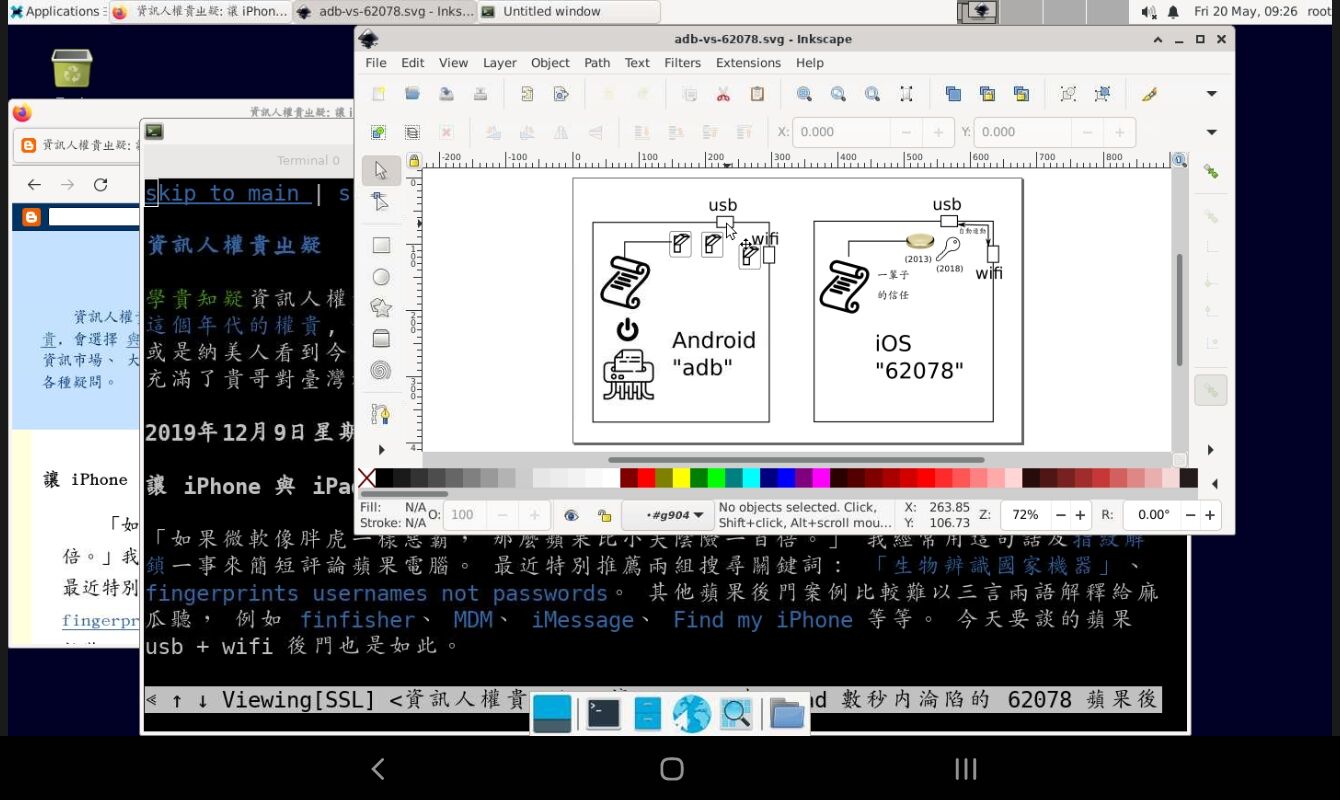 Applications
資訊人權貴出疑: 讓 iPhon...
adb-vs-62078.svg - Inks...
Untitled window
Fri 20 May, 09:26
root
adb-vs-62078.svg - Inkscape
File Edit View Layer Object Path Text Filters Extensions Help
X: 0.000
Y: 0.000
-200 -100 0 100 200 300 400 500 600 700 800
usb
wifi
Android
"adb"
usb
自動連動
(2013)
(2018)
wifi
一輩子
的信任
iOS
"62078"
Fill: N/A
Stroke: N/A
O: 100
•#g904
No objects selected. Click,
Shift+click, Alt+scroll mou...
X: 263.85
Y: 106.73
Z: 72%
R: 0.00°
資訊人權貴出疑: 讓 i
資訊人權貴出疑:
資訊人權
貴，會選擇
資訊市場、 大
各種疑問。
讓 iPhone
「如
倍。」我
最近特別
fingerpr
Terminal 0
skip to main | s
資訊人權貴出疑
學貴知疑資訊人權
這個年代的權貴,
或是納美人看到今
充滿了貴哥對臺灣
2019年12月9日星期
讓 iPhone 與 iPa
「如果微軟像胖虎一樣惡霸， 那麼蘋果比小夫陰險一百倍。」 我經常用這句話及指紋解
鎖一事來簡短評論蘋果電腦。 最近特別推薦兩組搜尋關鍵詞： 「生物辨識國家機器」、
fingerprints usernames not passwords。 其他蘋果後門案例比較難以三言兩語解釋給麻
瓜聽， 例如 finfisher、 MDM、 iMessage、 Find my iPhone 等等。 今天要談的蘋果
usb + wifi 後門也是如此。
↑ ↓ Viewing[SSL] <資訊人權貴
數秒內淪陷的 62078 蘋果後